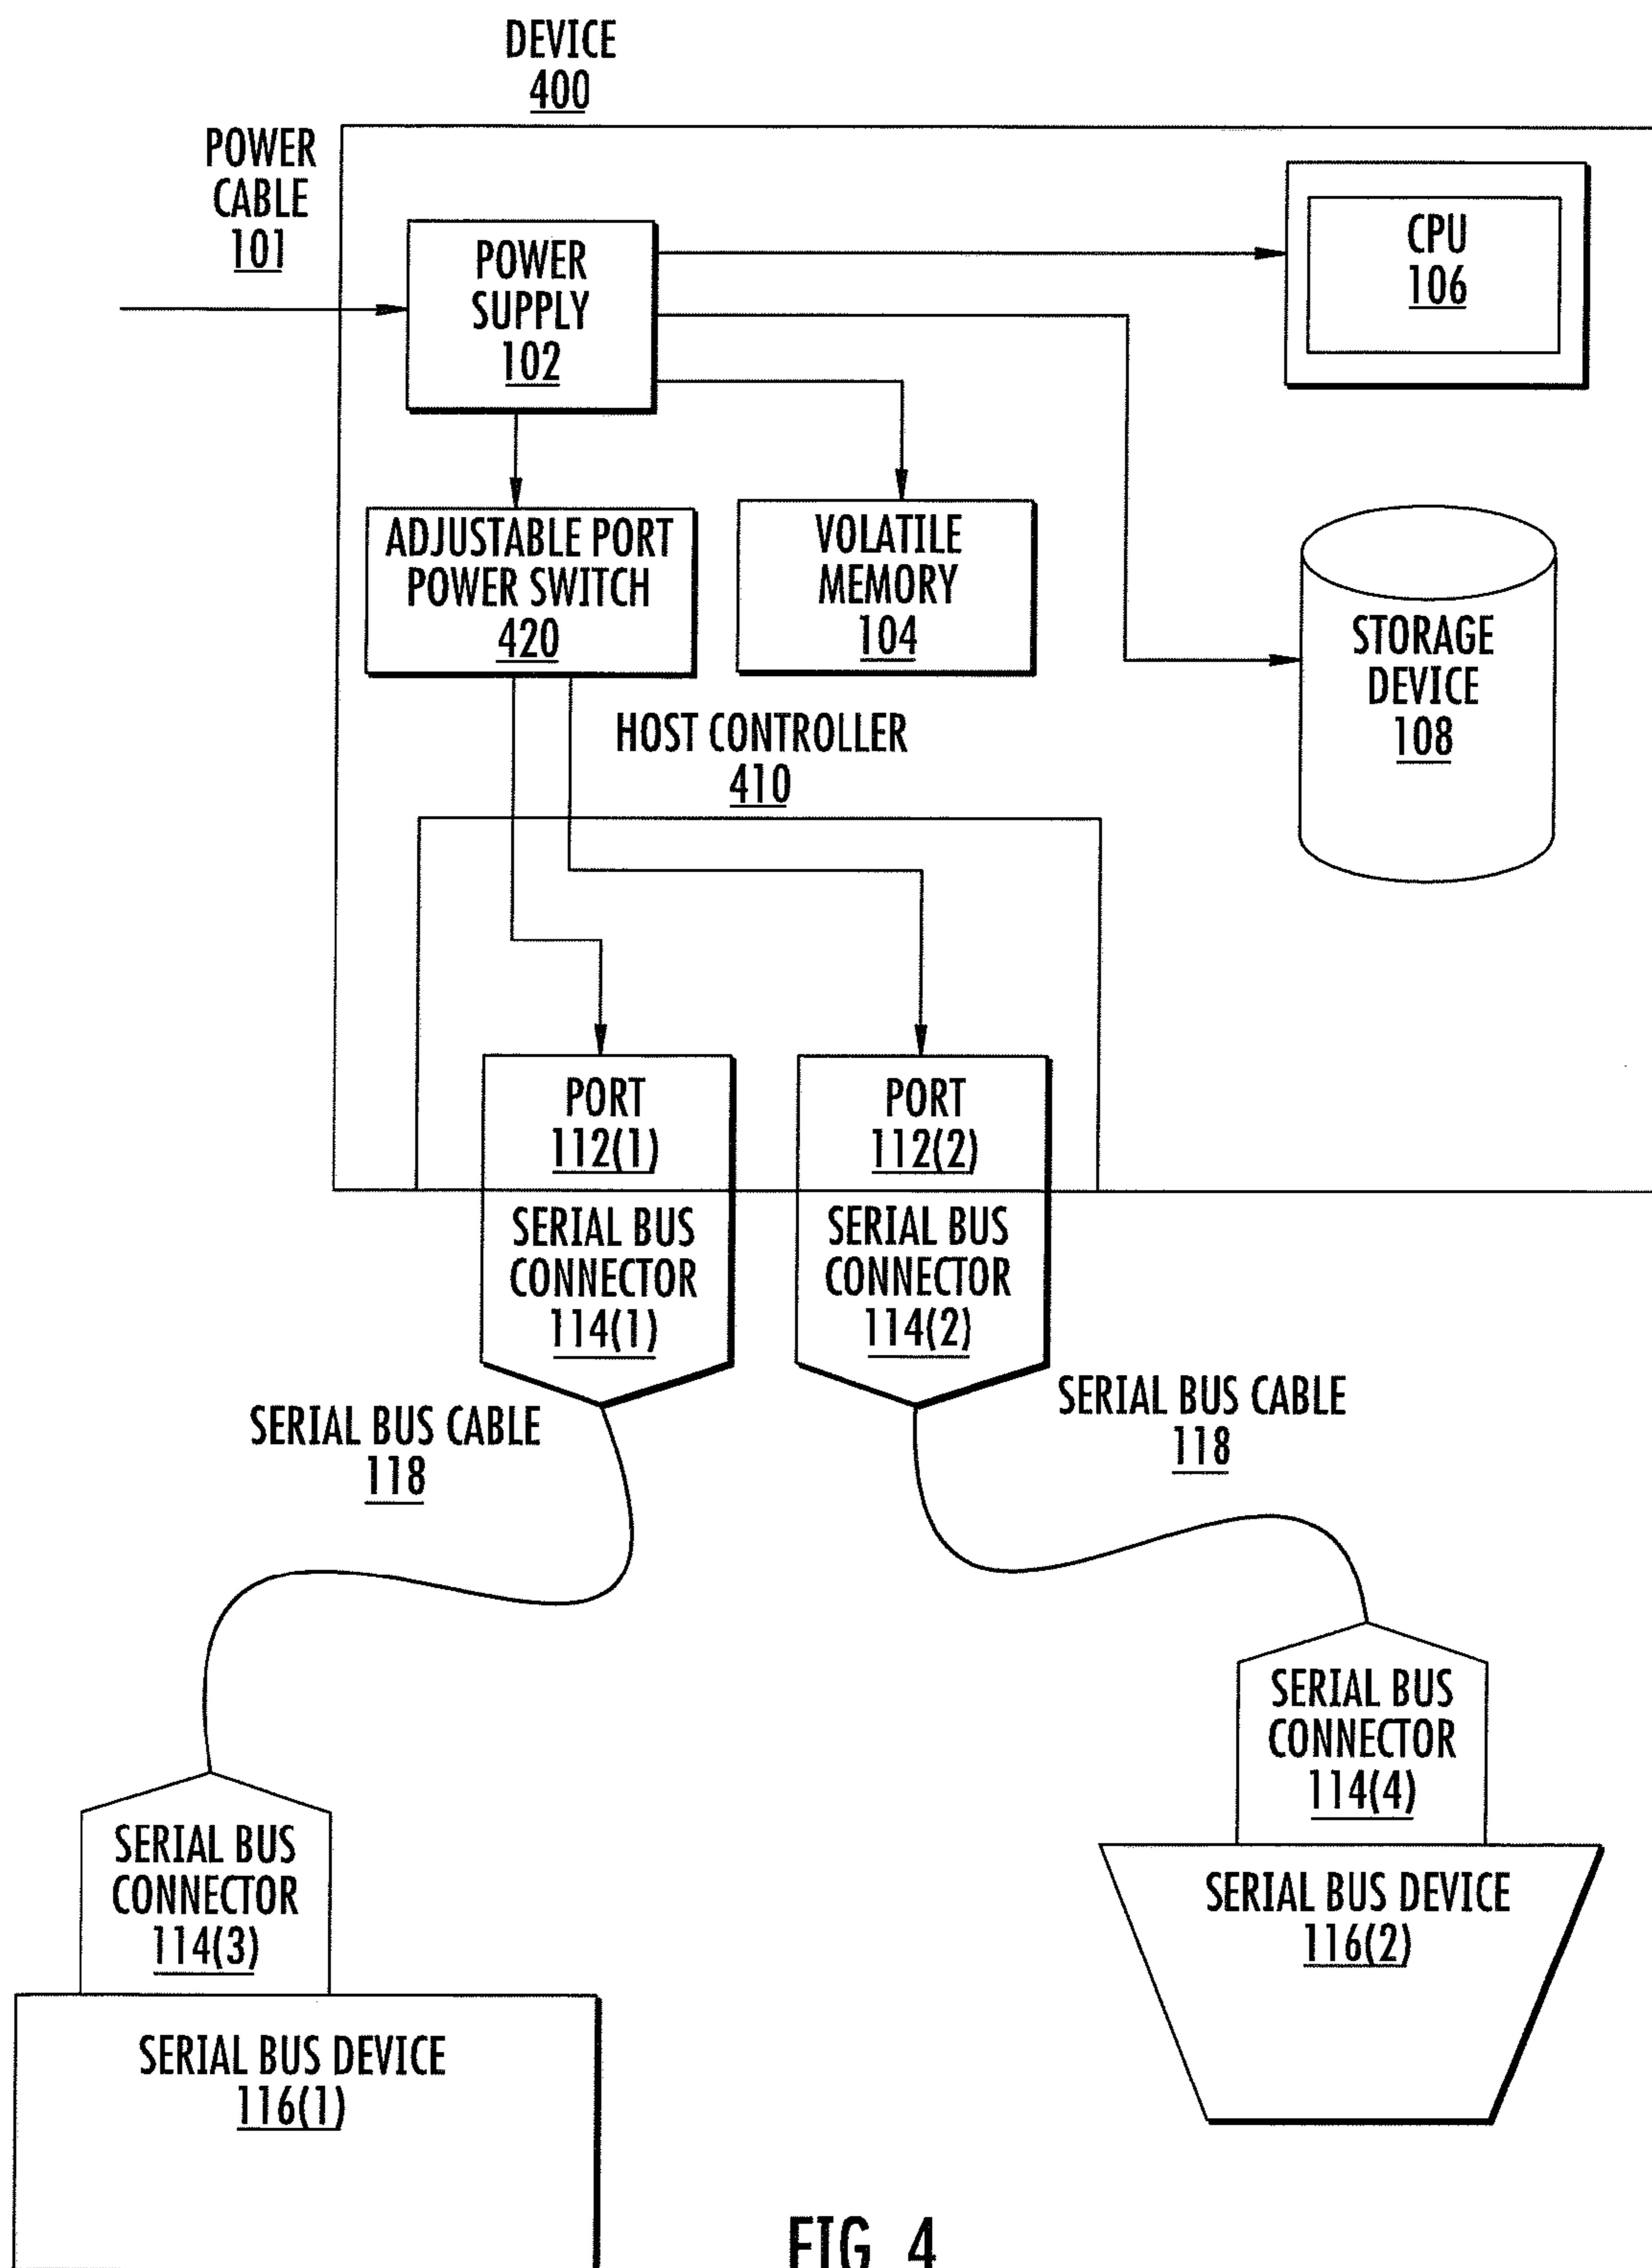 DEVICE
400
POWER
CABLE
101
POWER
SUPPLY
102
CPU
106
ADJUSTABLE PORT
POWER SWITCH
420
VOLATILE
MEMORY
104
STORAGE
DEVICE
108
HOST CONTROLLER
410
PORT
112(1)
PORT
112(2)
SERIAL BUS
CONNECTOR
114(1)
SERIAL BUS
CONNECTOR
114(2)
SERIAL BUS CABLE
118
SERIAL BUS CABLE
118
SERIAL BUS
CONNECTOR
114(4)
SERIAL BUS
CONNECTOR
114(3)
SERIAL BUS DEVICE
116(2)
SERIAL BUS DEVICE
116(1)
FIG 4